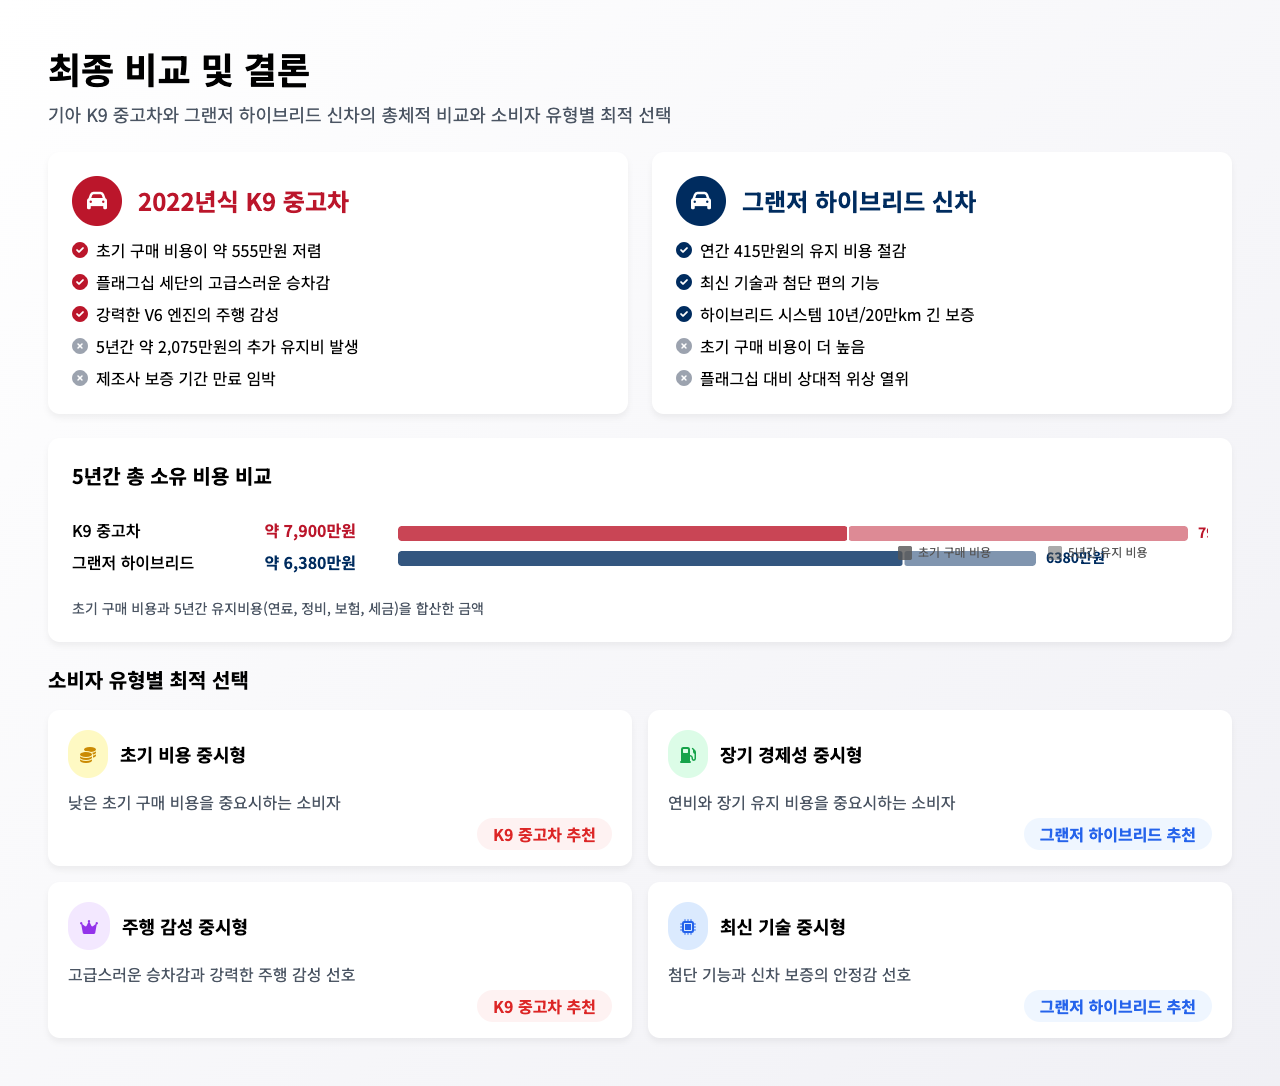 최종 비교 및 결론
기아 K9 중고차와 그랜저 하이브리드 신차의 총체적 비교와 소비자 유형별 최적 선택
2022년식 K9 중고차
초기 구매 비용이 약 555만원 저렴
플래그십 세단의 고급스러운 승차감
강력한 V6 엔진의 주행 감성
5년간 약 2,075만원의 추가 유지비 발생
제조사 보증 기간 만료 임박
그랜저 하이브리드 신차
연간 415만원의 유지 비용 절감
최신 기술과 첨단 편의 기능
하이브리드 시스템 10년/20만km 긴 보증
초기 구매 비용이 더 높음
플래그십 대비 상대적 위상 열위
5년간 총 소유 비용 비교
K9 중고차 약 7,900만원
그랜저 하이브리드 약 6,380만원
초기 구매 비용 5년간 유지 비용
6380만원
초기 구매 비용과 5년간 유지비용(연료, 정비, 보험, 세금)을 합산한 금액
소비자 유형별 최적 선택
초기 비용 중시형
낮은 초기 구매 비용을 중요시하는 소비자
K9 중고차 추천
장기 경제성 중시형
연비와 장기 유지 비용을 중요시하는 소비자
그랜저 하이브리드 추천
주행 감성 중시형
고급스러운 승차감과 강력한 주행 감성 선호
K9 중고차 추천
최신 기술 중시형
첨단 기능과 신차 보증의 안정감 선호
그랜저 하이브리드 추천